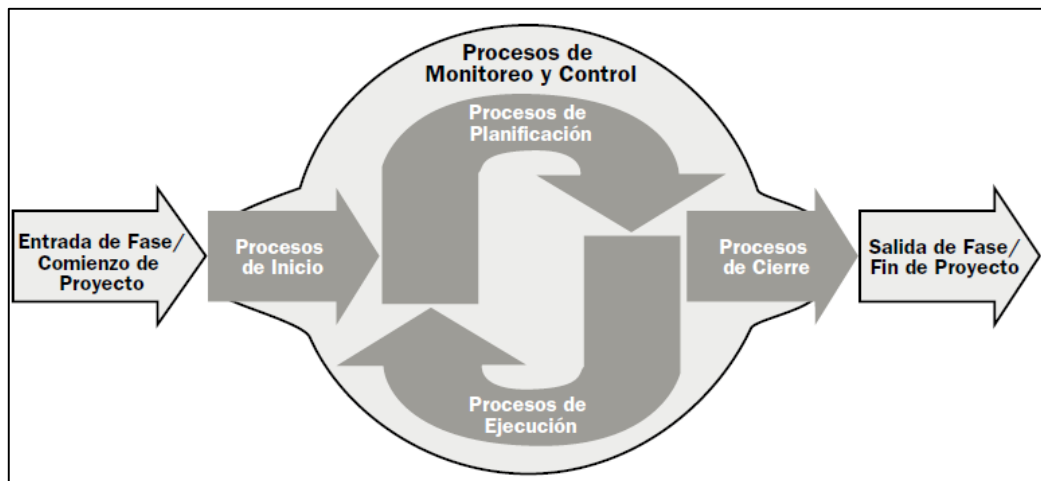 Procesos de
Monitoreo y Control
Procesos de
Planificación
Entrada de Fase/
Comienzo de
Proyecto
Procesos
de Inicio
Procesos
de Cierre
Salida de Fase/
Fin de Proyecto
Procesos de
Ejecución